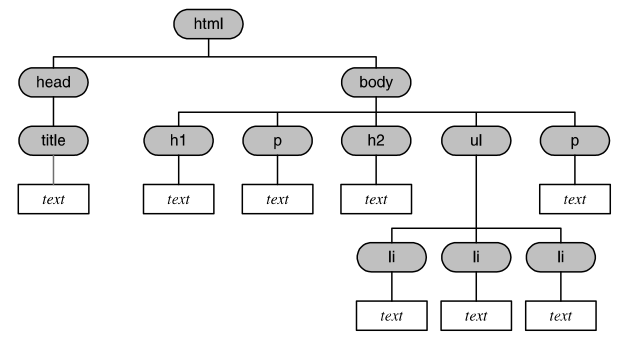 html
head body
title h1 p h2 ul p
text text text text text
li li li
text text text